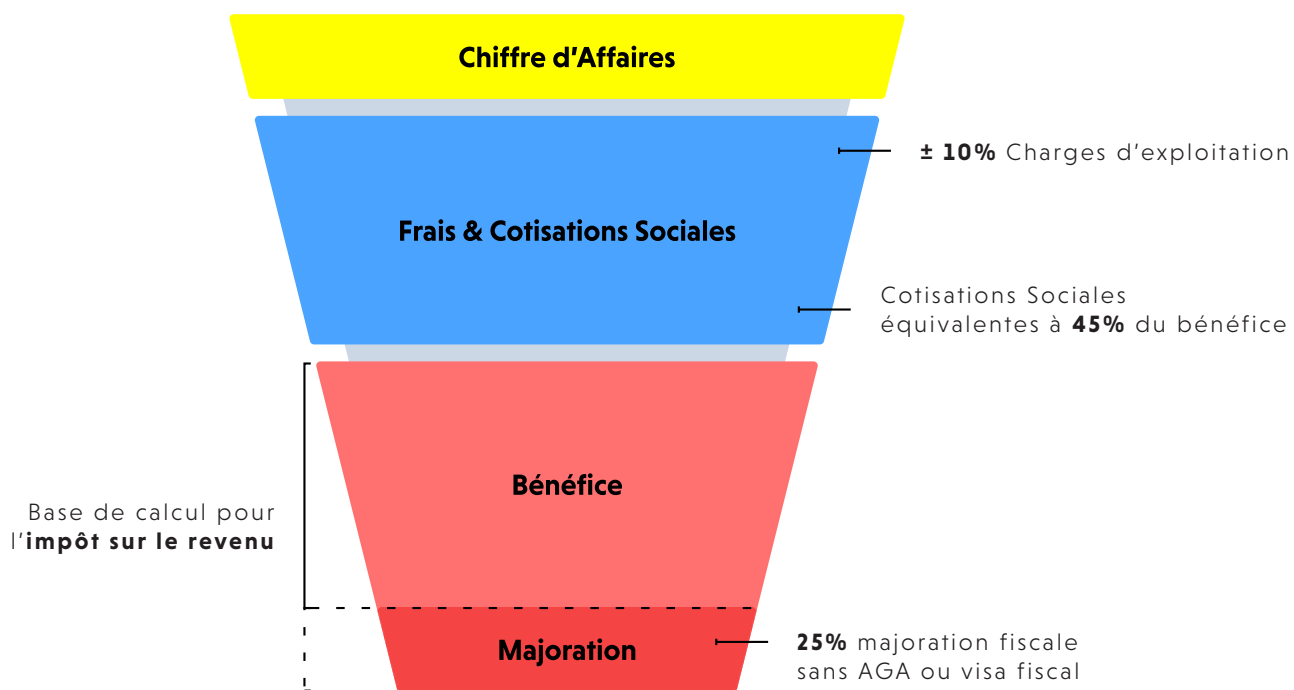 Chiffre d'Affaires
± 10% Charges d'exploitation
Frais & Cotisations Sociales
Cotisations Sociales
équivalentes à 45% du bénéfice
Bénéfice
Base de calcul pour
l'impôt sur le revenu
Majoration
25% majoration fiscale
sans AGA ou visa fiscal